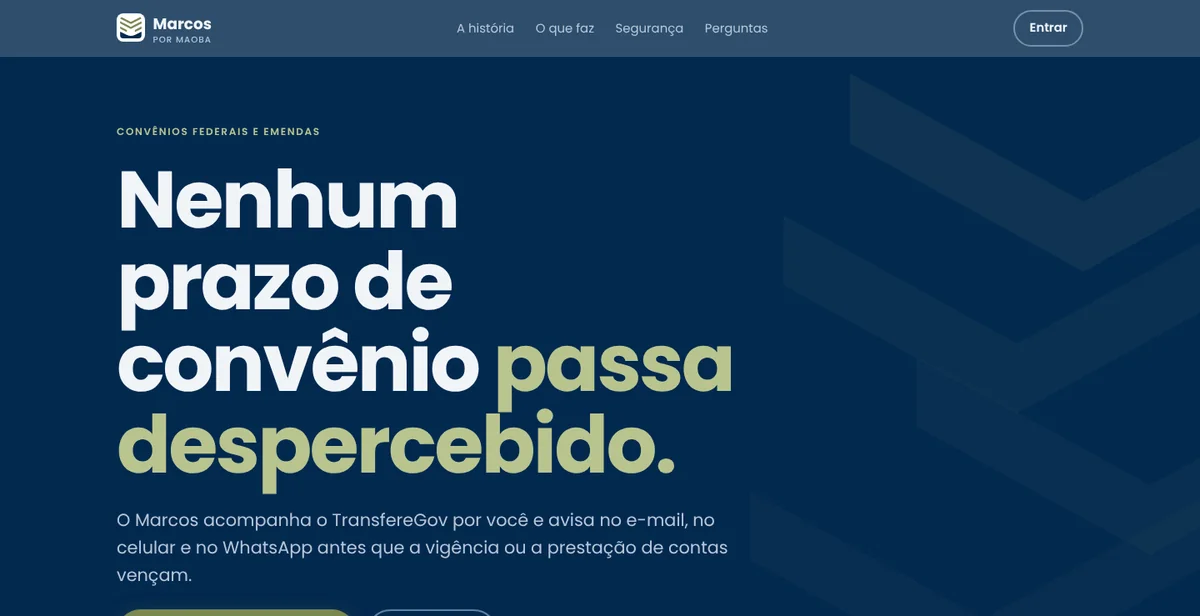 Marcos
POR MAOBA
A história
O que faz
Segurança
Perguntas
Entrar
CONVÊNIOS FEDERAIS E EMENDAS
Nenhum
prazo de
convênio passa
despercebido.
O Marcos acompanha o TransfereGov por você e avisa no e-mail, no
celular e no WhatsApp antes que a vigência ou a prestação de contas
vençam.